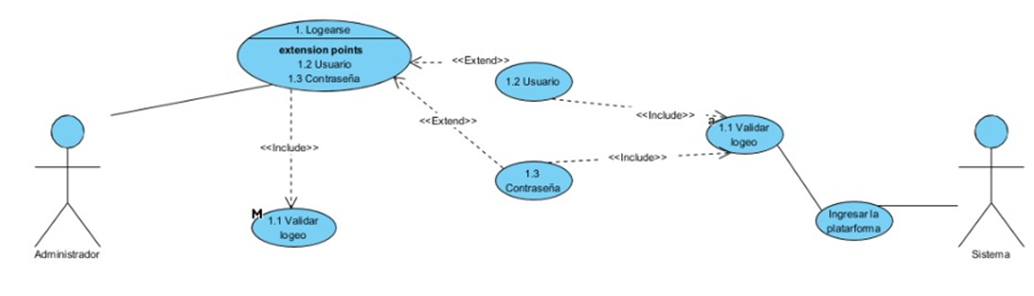 1. Logearse
extension points
1.2 Usuario
1.3 Contraseña
<<Extend>>
1.2 Usuario
<<Extend>>
<<Include>>
a
1.1 Validar
logeo
<<Include>>
<<Include>>
1.3
Contraseña
M
1.1 Validar
logeo
Ingresar la
platarforma
Administrador
Sistema